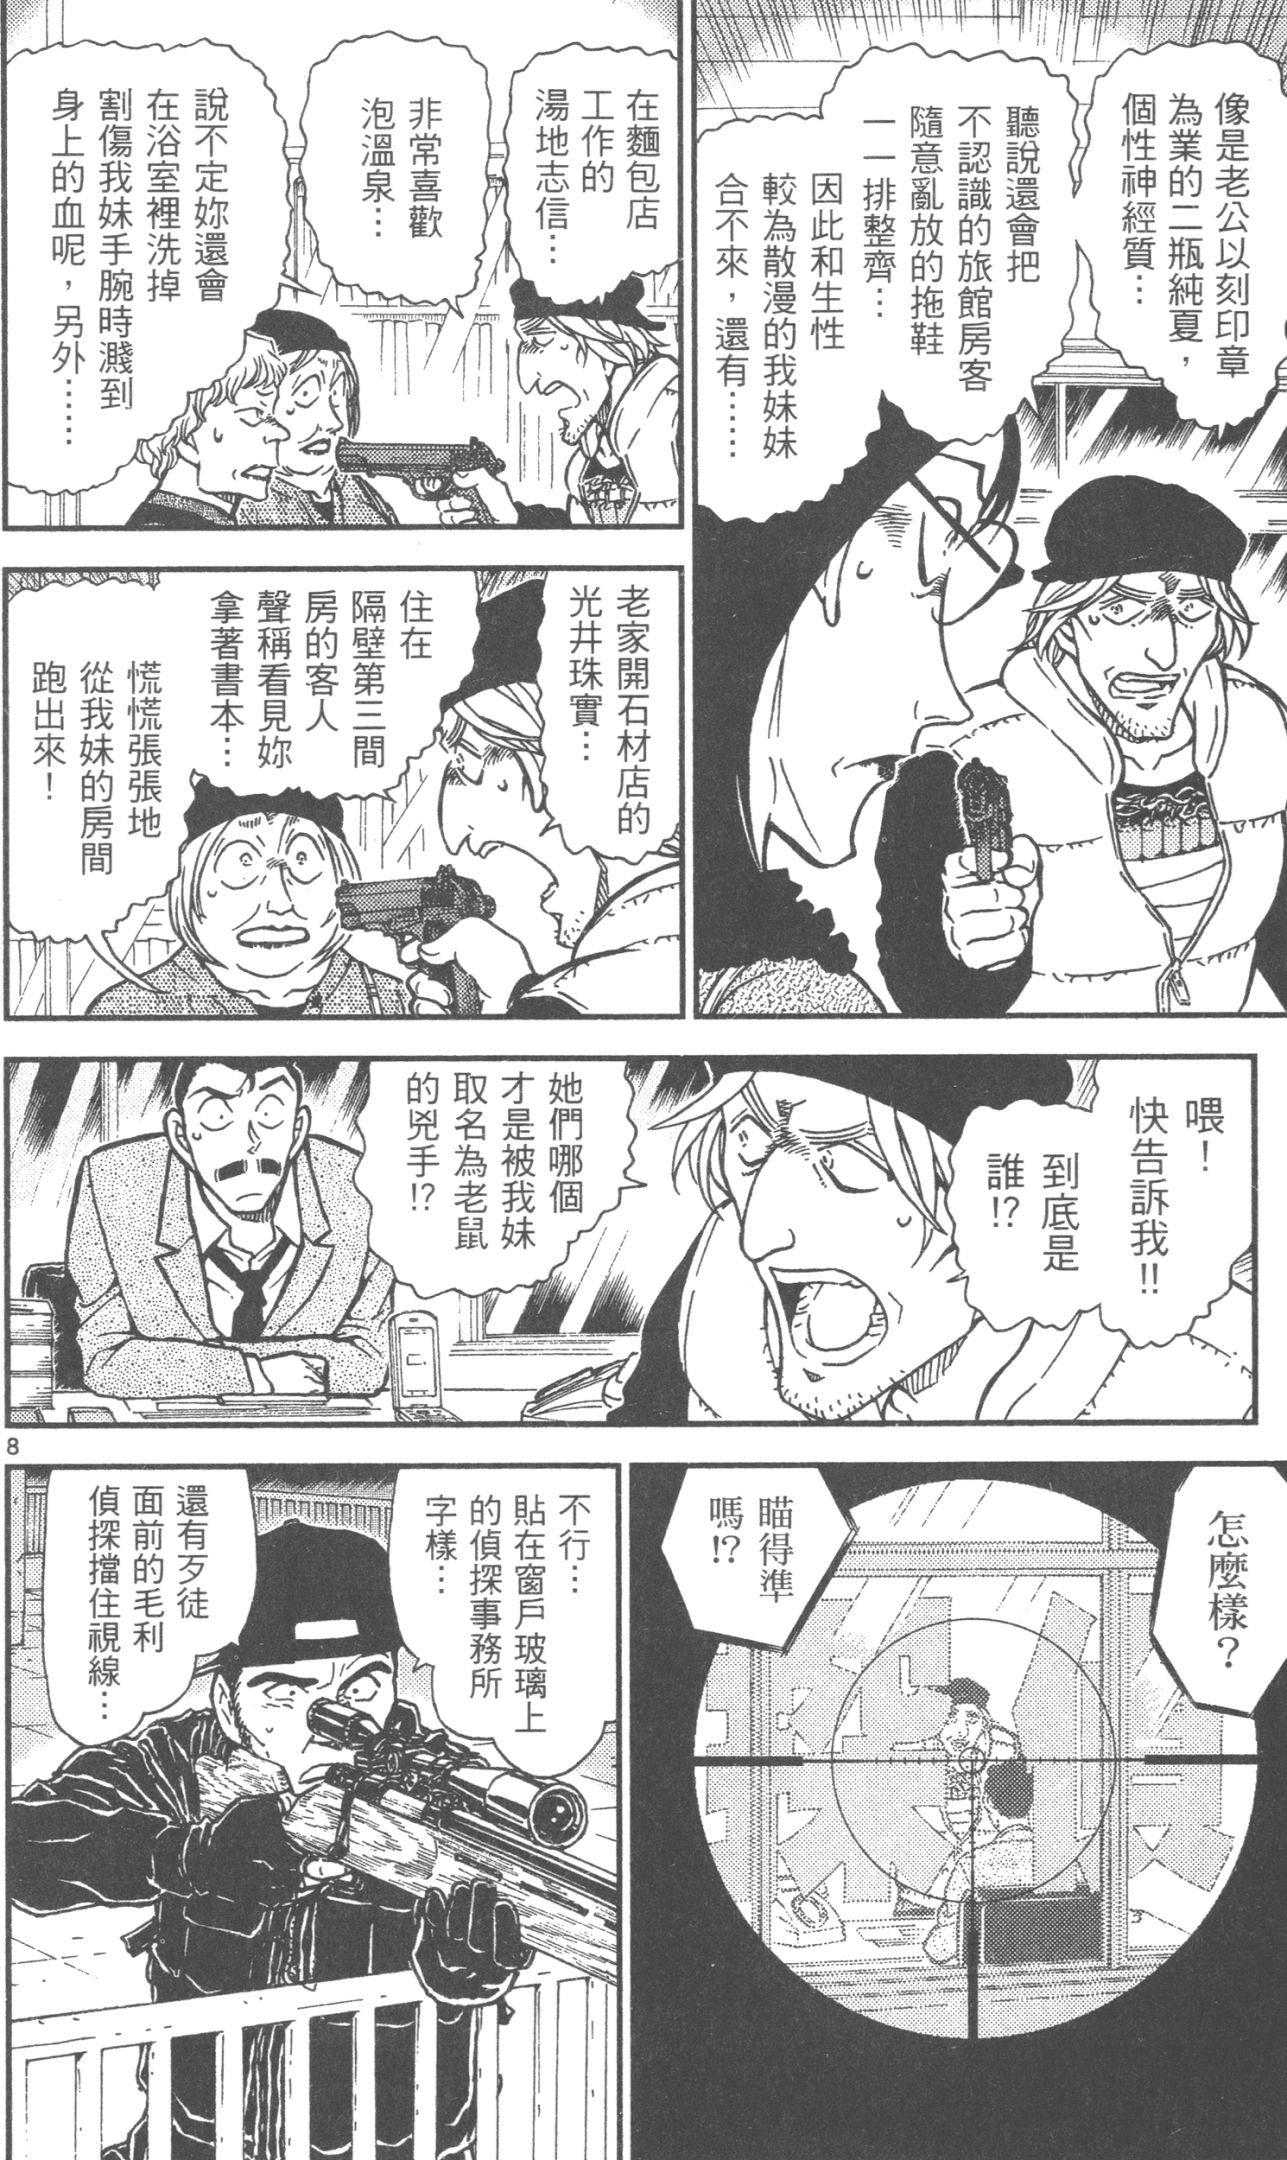 像是老公以刻印章
為業的二瓶純夏，
個性神經質…
聽說還會把
不認識的旅館房客
隨意亂放的拖鞋
一一排整齊…
因此和生性
較為散漫的我妹妹
合不來，還有……
在麵包店
工作的
湯地志信…
非常喜歡
泡溫泉…
說不定妳還會
在浴室裡洗掉
割傷我妹手腕時濺到
身上的血呢，另外……
老家開石材店的
光井珠實…
住在
隔壁第三間
房的客人
聲稱看見妳
拿著書本…
慌慌張張地
從我妹的房間
跑出來！
喂！
快告訴我!!
到底是
誰!?
她們哪個
才是被我妹
取名為老鼠
的兇手!?
怎麼樣？
瞄得準
嗎!?
不行…
貼在窗戶玻璃上
的偵探事務所
字樣…
還有歹徒
面前的毛利
偵探擋住視線…
8